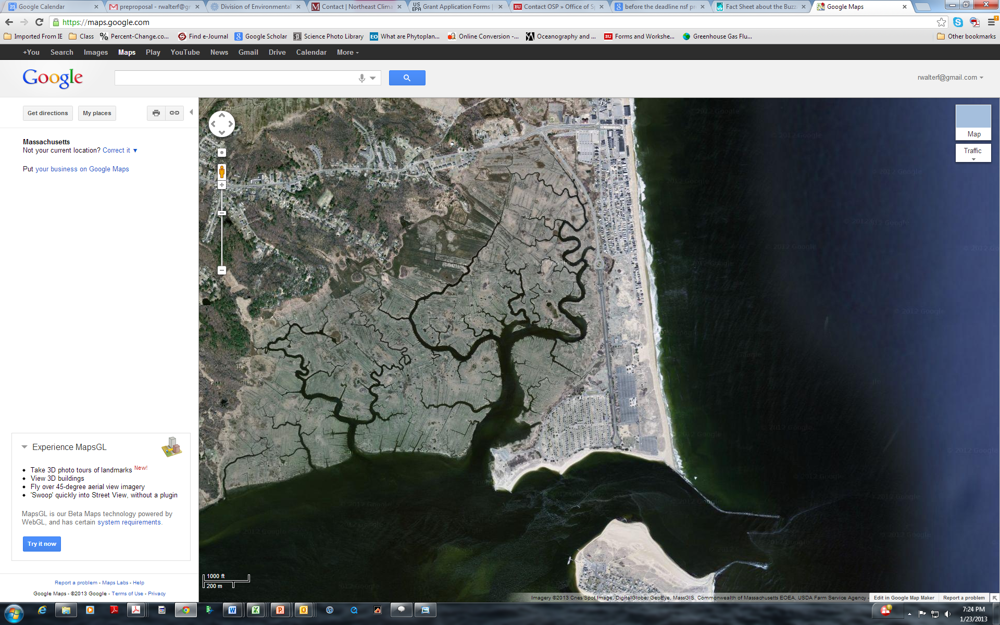 Google Calendar
preproposal - rwalterf@gr
Division of Environmental
Contact | Northeast Clima
US EPA
Grant Application Forms |
BU
Contact OSP » Office of S
before the deadline nsf pr
Fact Sheet about the Buzz
Google Maps
https://maps.google.com
Imported From IE
Class
Percent-Change.co...
Find e-Journal
Google Scholar
Science Photo Library
EO What are Phytoplan...
Online Conversion -...
Oceanography and ...
BU Forms and Workshe...
Greenhouse Gas Flu...
Other bookmarks
+You Search Images Maps Play YouTube News Gmail Drive Calendar More
Google
rwalterf@gmail.com
Get directions
My places
Massachusetts
Not your current location? Correct it ▼
Put your business on Google Maps
Map
Traffic
Experience MapsGL
• Take 3D photo tours of landmarks New!
• View 3D buildings
• Fly over 45-degree aerial view imagery
• 'Swoop' quickly into Street View, without a plugin
MapsGL is our Beta Maps technology powered by
WebGL, and has certain system requirements.
Try it now
Report a problem - Maps Labs - Help
Google Maps - ©2013 Google - Terms of Use - Privacy
1000 ft
200 m
Imagery ©2013 Cnes/Spot Image, DigitalGlobe, GeoEye, MassGIS, Commonwealth of Massachusetts EOEA, USDA Farm Service Agency -
Edit in Google Map Maker
Report a problem
7:24 PM
1/23/2013